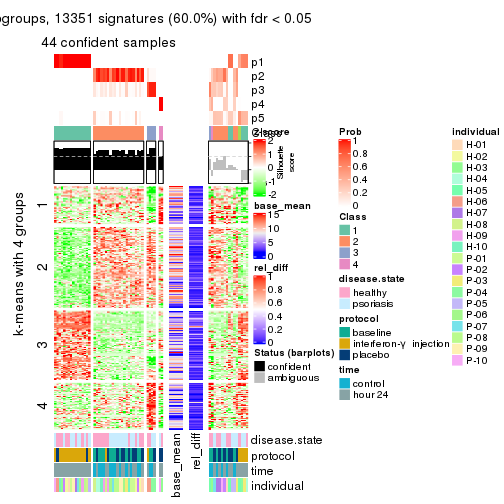 ogroups, 13351 signatures (60.0%) with fdr < 0.05
44 confident samples
p1
p2
p3
p4
p5
Class
Silhouette
score
k-means with 4 groups
1
2
3
4
base_mean
rel_diff
disease.state
protocol
time
individual
Z-score
2
1
0
-1
-2
base_mean
15
10
5
0
rel_diff
1
0.8
0.6
0.4
0.2
0
Status (barplots)
confident
ambiguous
Prob
1
0.8
0.6
0.4
0.2
0
Class
1
2
3
4
disease.state
healthy
psoriasis
protocol
baseline
interferon-γ injection
placebo
time
control
hour 24
individual
H-01
H-02
H-03
H-04
H-05
H-06
H-07
H-08
H-09
H-10
P-01
P-02
P-03
P-04
P-05
P-06
P-07
P-08
P-09
P-10